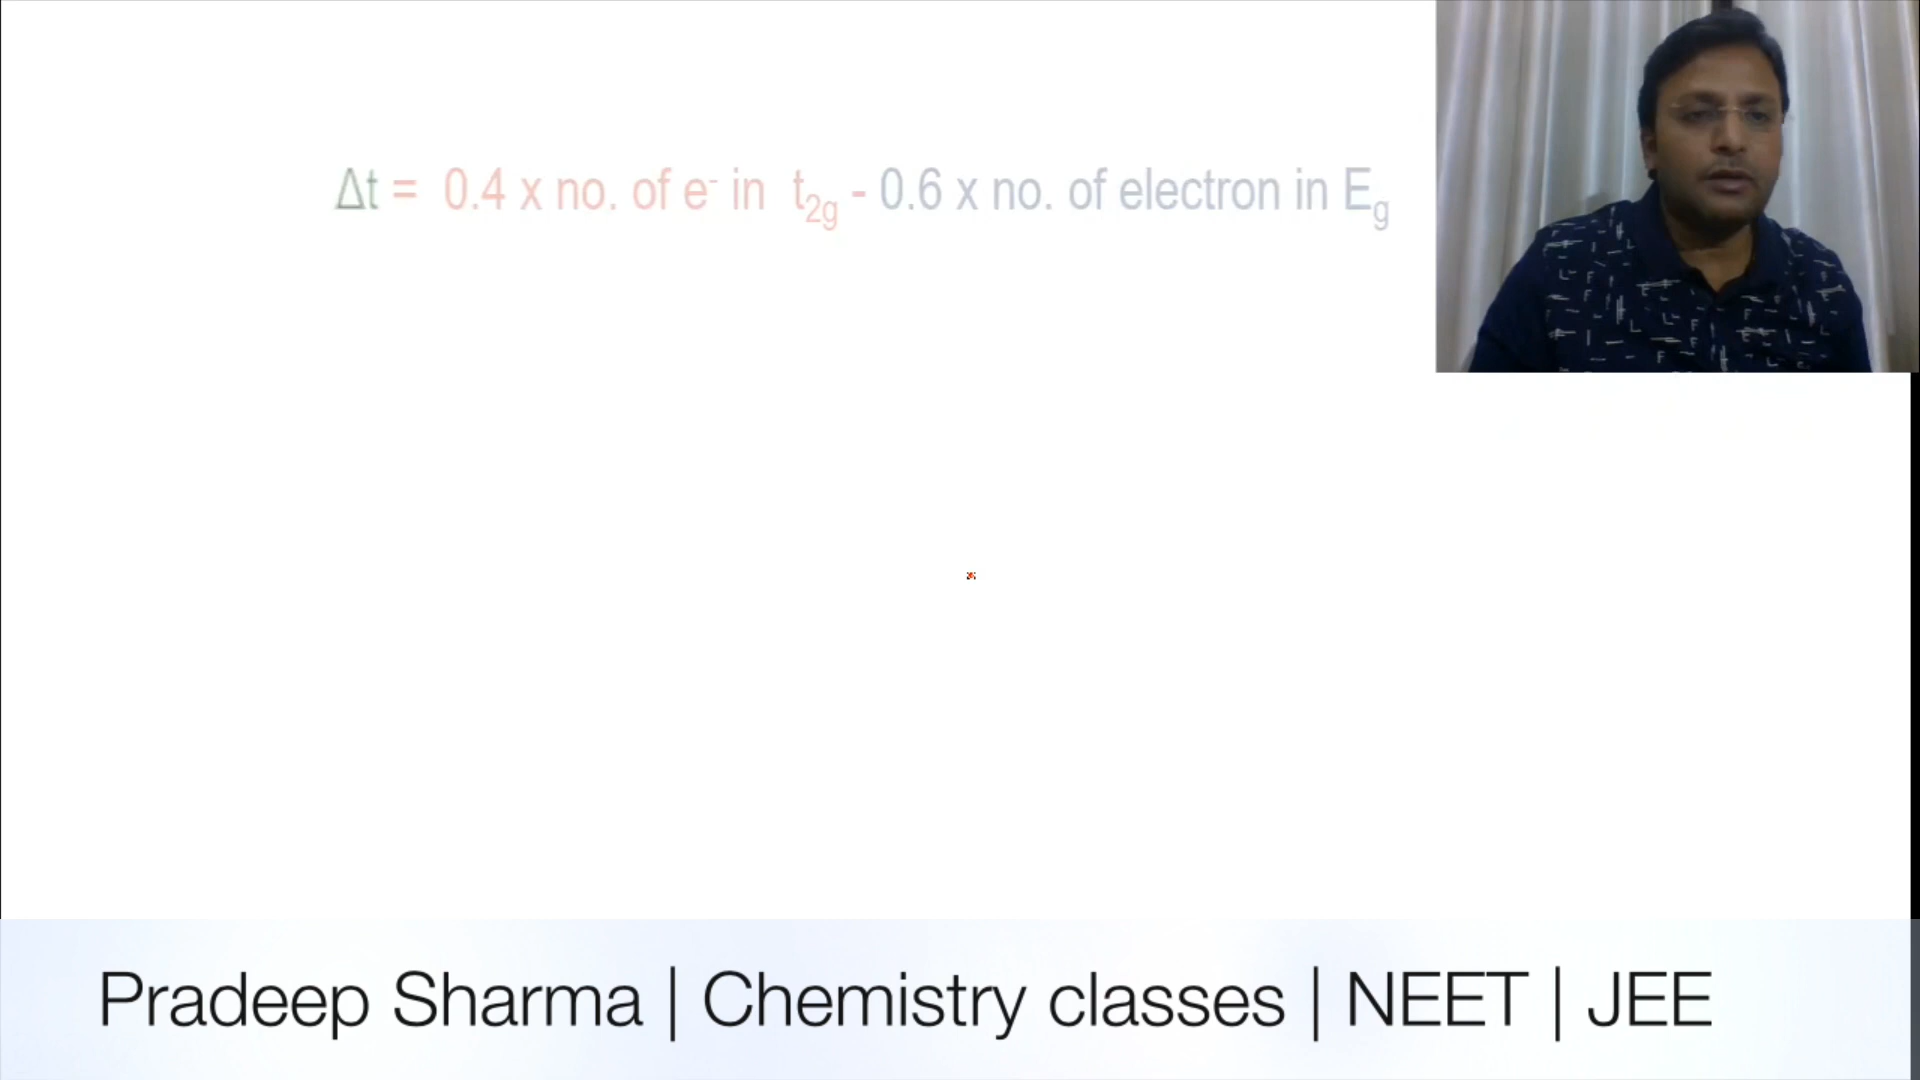 Δt = 0.4 x no. of e⁻ in t₂g - 0.6 x no. of electron in Eg
Pradeep Sharma | Chemistry classes | NEET | JEE